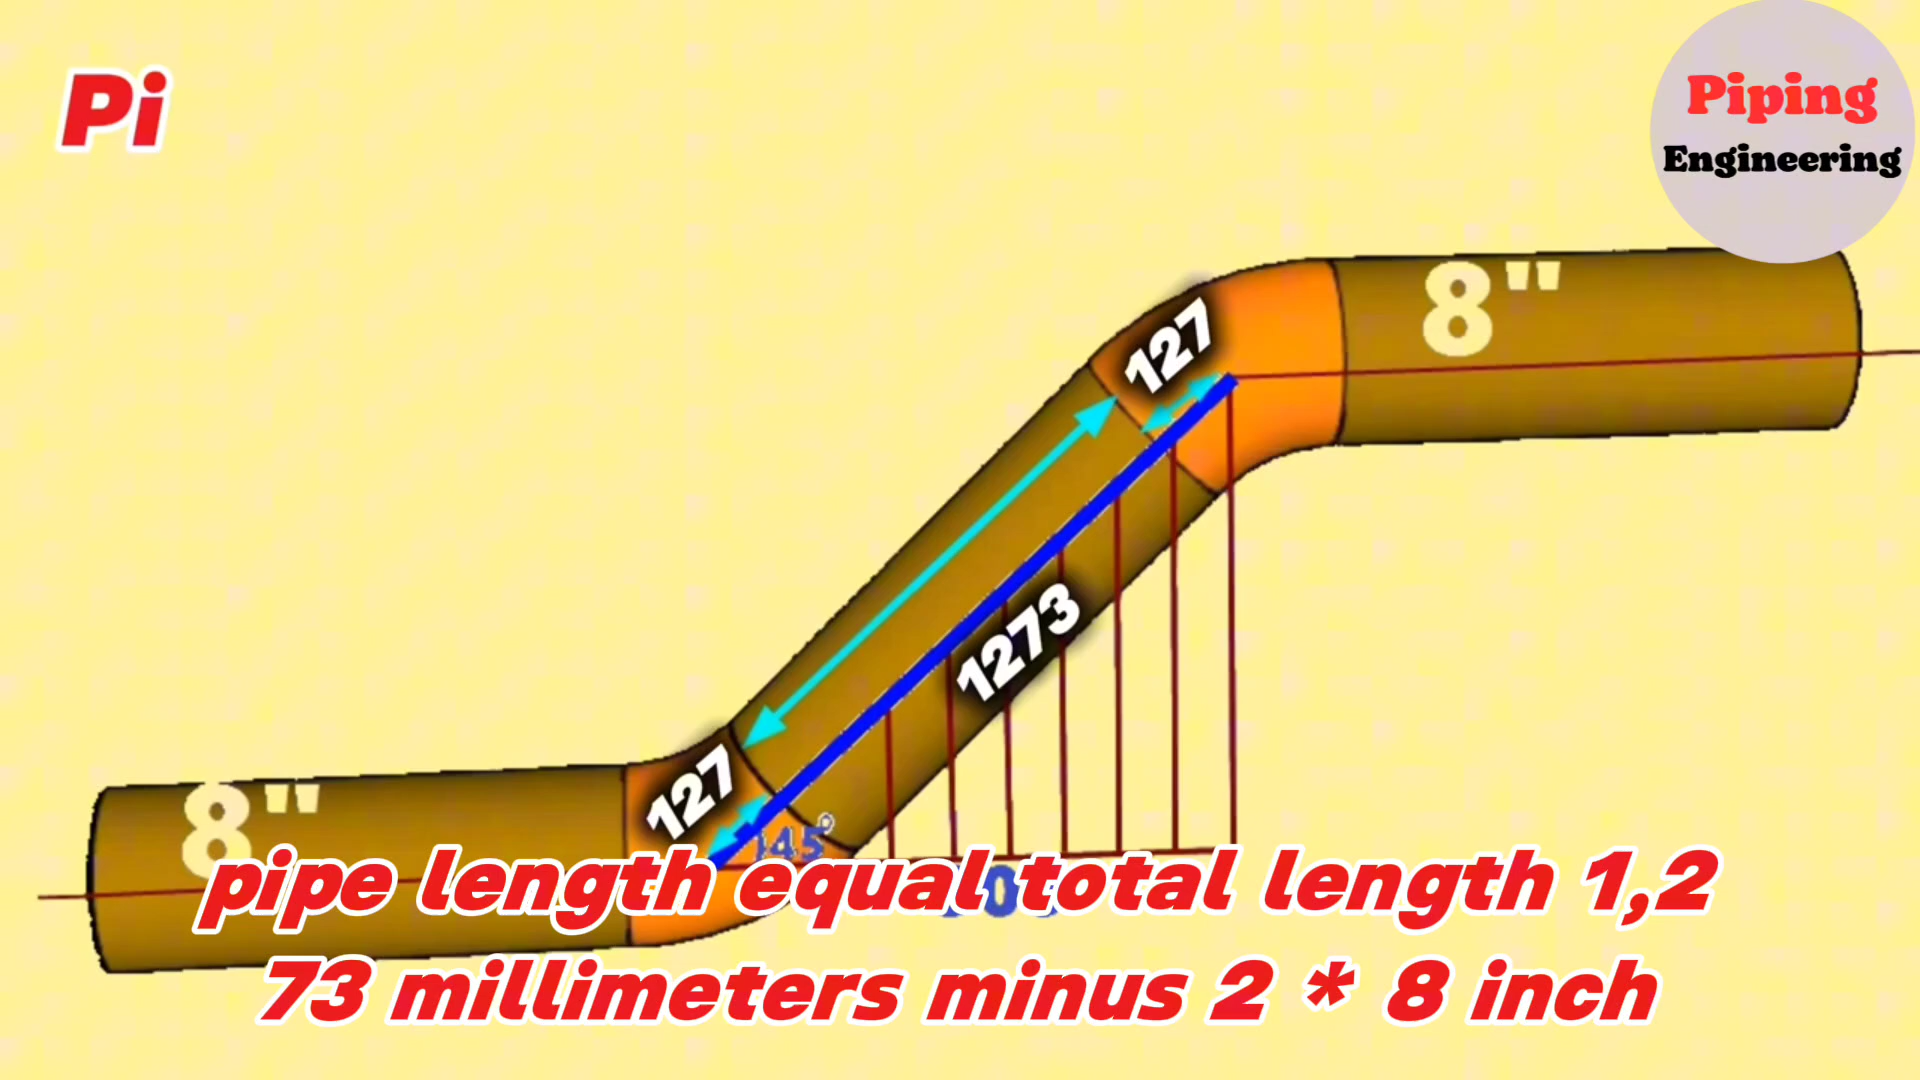 Pi
Piping
Engineering
8"
127
1273
127
8"
45°
pipe length equal total length 1,2
73 millimeters minus 2 * 8 inch